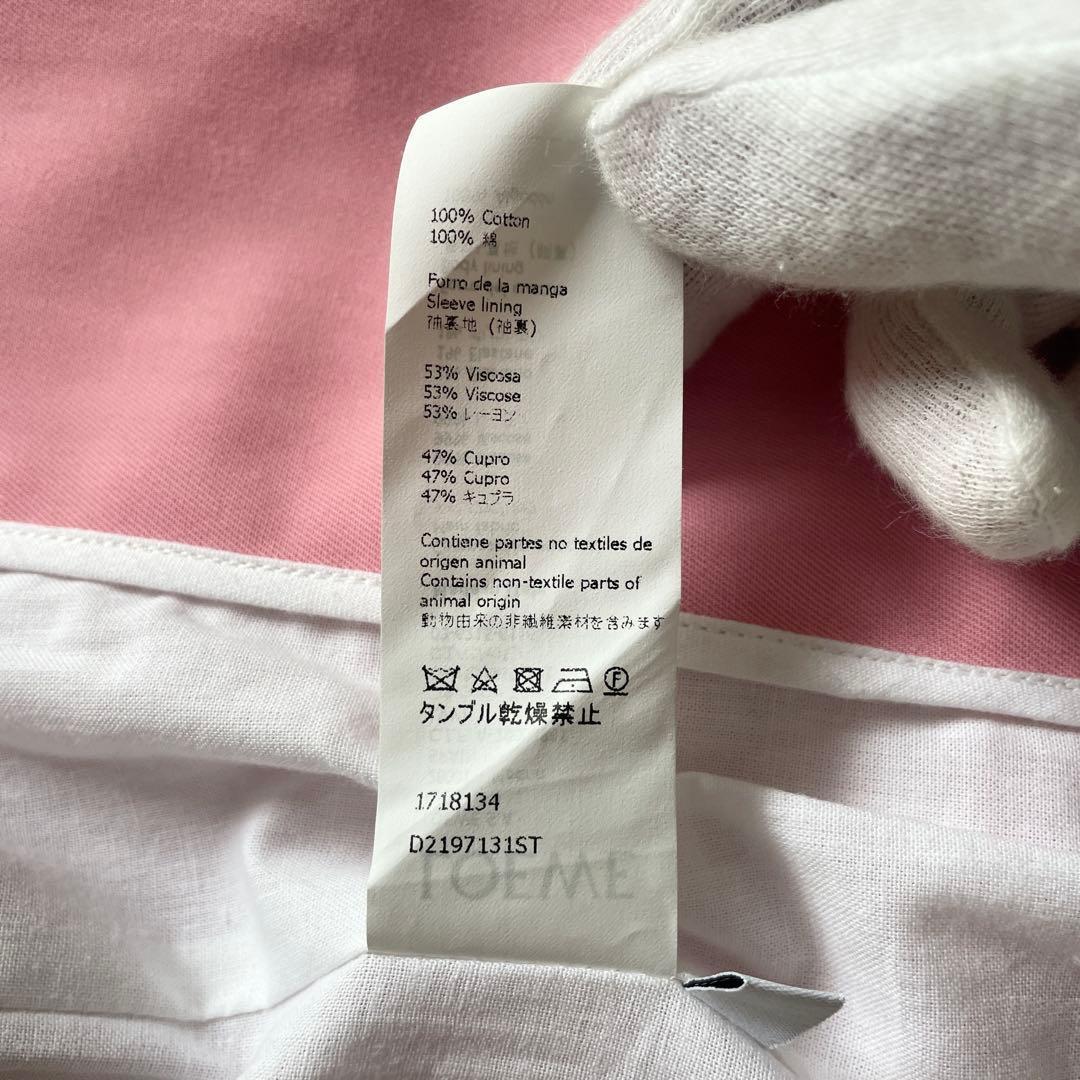 100% Cotton
100% 綿
Forro de la manga
Sleeve lining
袖裏地 (袖裏)
53% Viscosa
53% Viscose
53% レーヨン
47% Cupro
47% Cupro
47% キュプラ
Contiene partes no textiles de
origen animal
Contains non-textile parts of
animal origin
動物由来の非繊維素材を含みます
タンブル乾燥禁止
1718134
D2197131ST
LOEWE